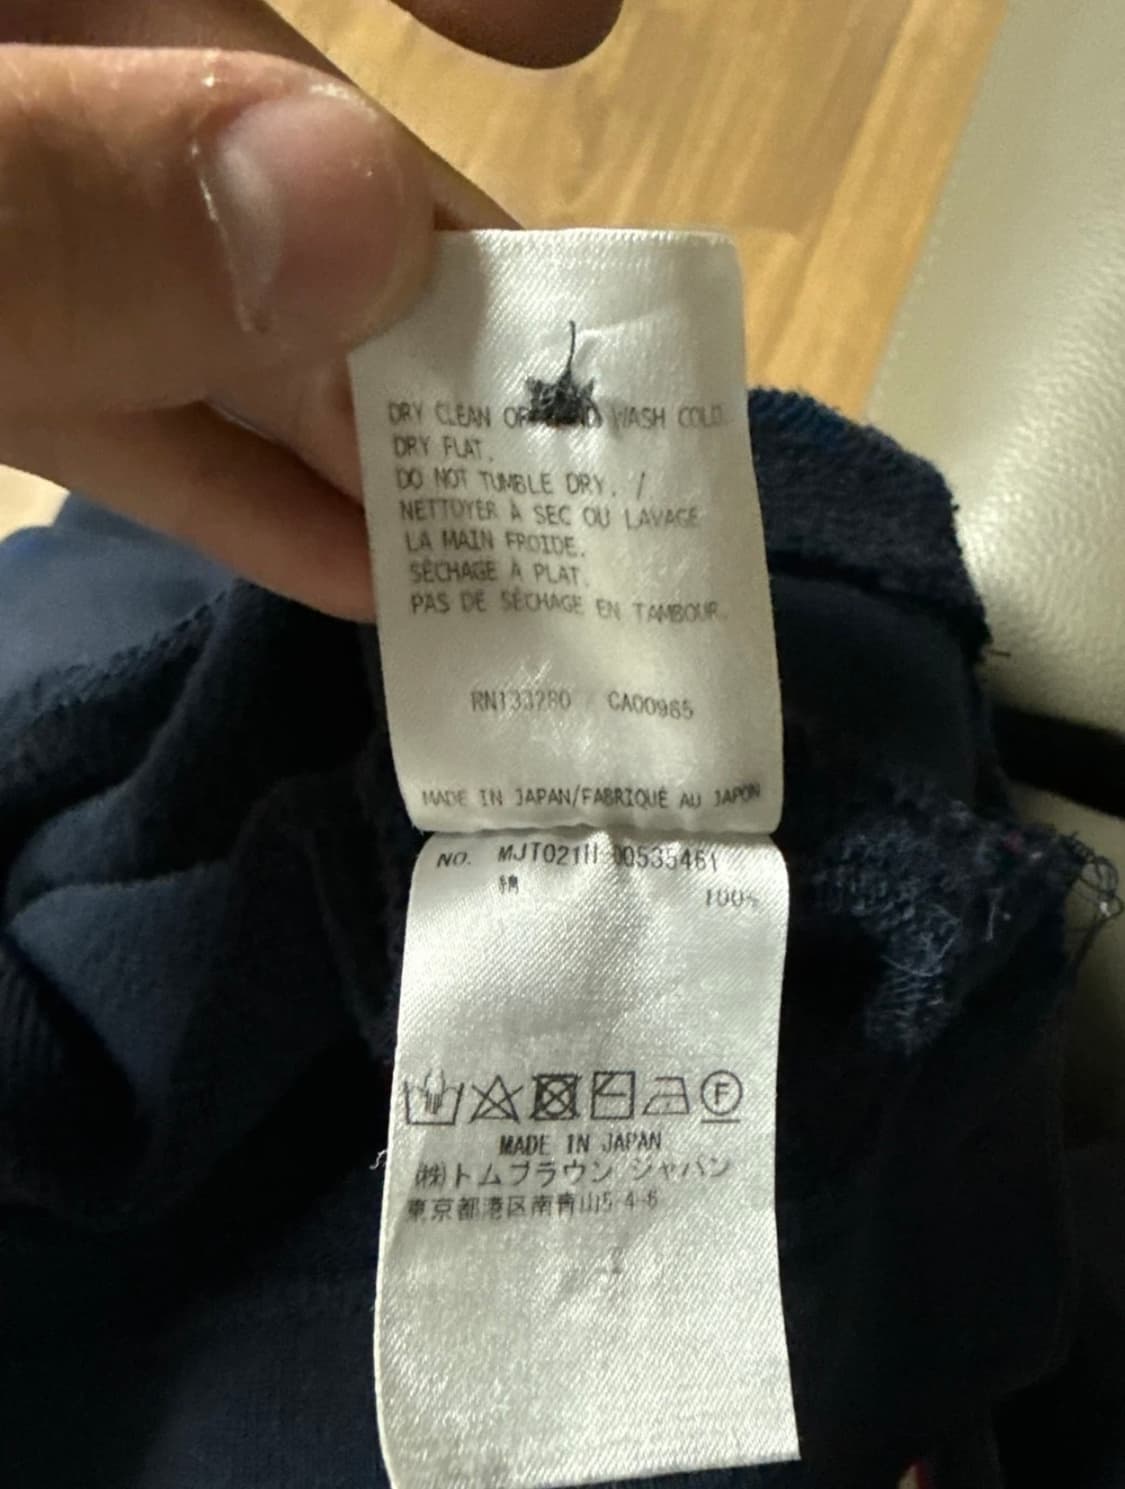 DRY CLEAN OR HAND WASH COLD.
DRY FLAT.
DO NOT TUMBLE DRY. /
NETTOYER À SEC OU LAVAGE
LA MAIN FROIDE.
SÉCHAGE À PLAT.
PAS DE SÉCHAGE EN TAMBOUR.
RN133280 / CA00965
MADE IN JAPAN/FABRIQUÉ AU JAPON
NO. MJT021H 00535461
綿 100%
F
MADE IN JAPAN
(株)トムブラウン ジャパン
東京都港区南青山5-4-6